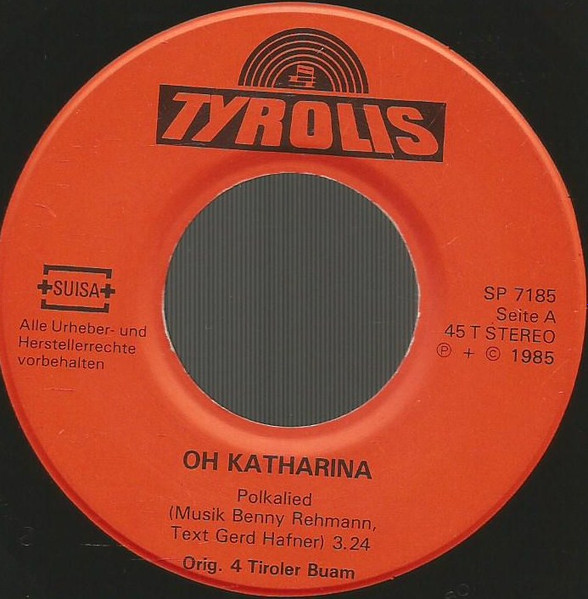 TYROLIS
SUISA
Alle Urheber- und
Herstellerrechte
vorbehalten
SP 7185
Seite A
45 T STEREO
Ⓟ + © 1985
OH KATHARINA
Polkalied
(Musik Benny Rehmann,
Text Gerd Hafner) 3.24
Orig. 4 Tiroler Buam